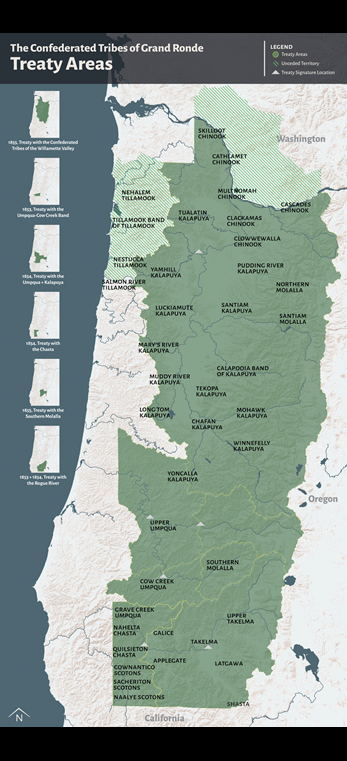 The Confederated Tribes of Grand Ronde
Treaty Areas
LEGEND
Treaty Areas
Unceded Territory
Treaty Signature Location
1855, Treaty with the Confederated
Tribes of the Willamette Valley
1853, Treaty with the
Umpqua-Cow Creek Band
1854, Treaty with the
Umpqua + Kalapuya
1854, Treaty with
the Chasta
1855, Treaty with the
Southern Molalla
1853 + 1854, Treaty with
the Rogue River
N
Washington
Oregon
California
SKILLOOT
CHINOOK
CATHLAMET
CHINOOK
MULTNOMAH
CHINOOK
CASCADES
CHINOOK
NEHALEM
TILLAMOOK
TILLAMOOK BAND
OF TILLAMOOK
TUALATIN
KALAPUYA
CLACKAMAS
CHINOOK
CLOWWEWALLA
CHINOOK
NESTUCCA
TILLAMOOK
YAMHILL
KALAPUYA
PUDDING RIVER
KALAPUYA
SALMON RIVER
TILLAMOOK
NORTHERN
MOLALLA
LUCKIAMUTE
KALAPUYA
SANTIAM
KALAPUYA
SANTIAM
MOLALLA
MARY'S RIVER
KALAPUYA
CALAPOOIA BAND
OF KALAPUYA
MUDDY RIVER
KALAPUYA
TEKOPA
KALAPUYA
LONG TOM
KALAPUYA
MOHAWK
KALAPUYA
CHAFAN
KALAPUYA
WINNEFELLY
KALAPUYA
YONCALLA
KALAPUYA
UPPER
UMPQUA
SOUTHERN
MOLALLA
COW CREEK
UMPQUA
GRAVE CREEK
UMPQUA
UPPER
TAKELMA
NAHELTA
CHASTA
GALICE
TAKELMA
QUILSIETON
CHASTA
APPLEGATE
LATGAWA
COWNANTICO
SCOTONS
SACHERITON
SCOTONS
NAALYE SCOTONS
SHASTA